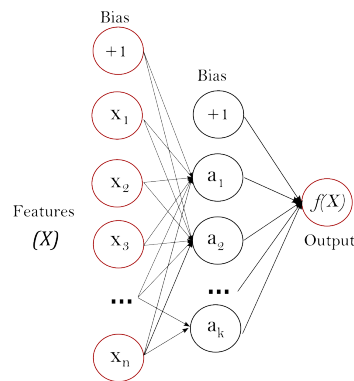 Bias
+1
x1
x2
Features
(X)
x3
...
xn
Bias
+1
a1
a2
...
ak
f(X)
Output